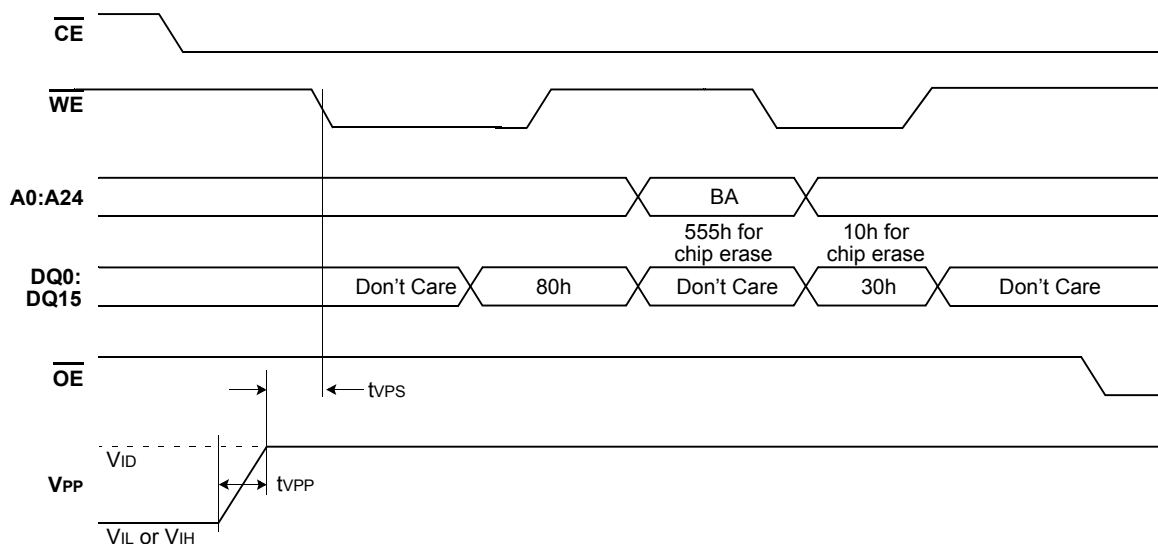 CE
WE
A0:A24
BA
555h for
chip erase
10h for
chip erase
DQ0:
DQ15
Don't Care
80h
Don't Care
30h
Don't Care
OE
tVPS
VID
VPP
tVPP
VIL or VIH